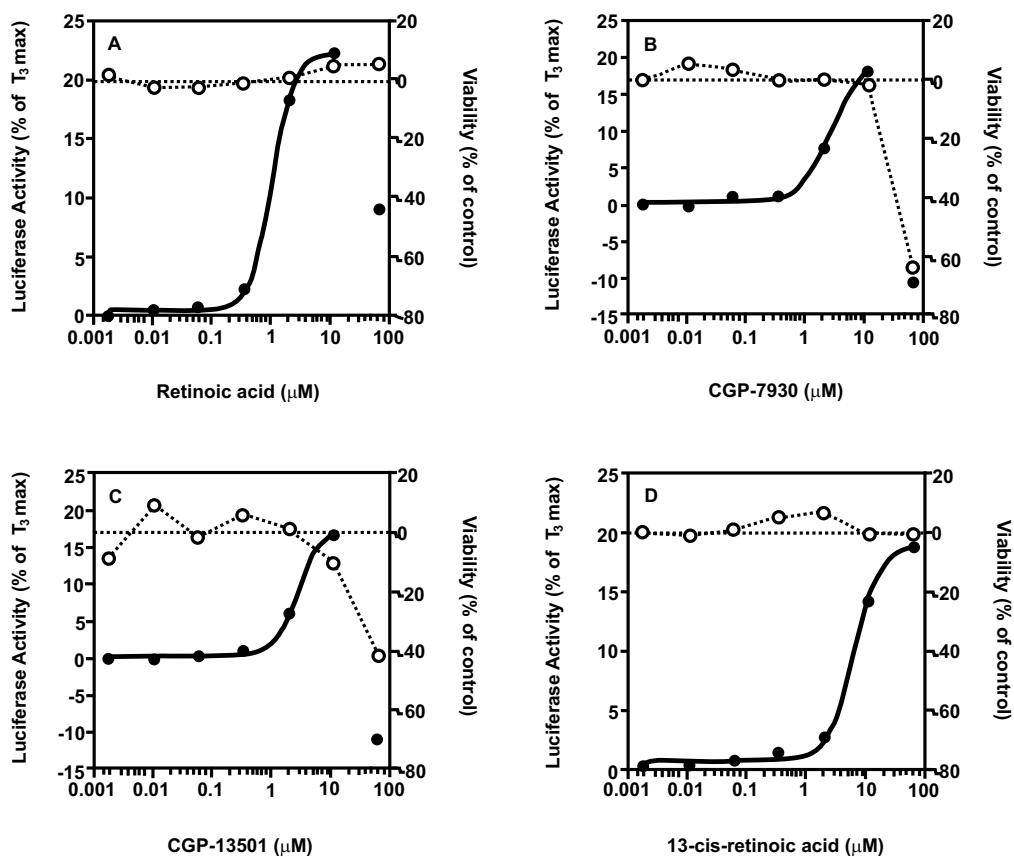 A
Luciferase Activity (% of T3 max)
25
20
15
10
5
0
20
0
-20
-40
-60
-80
Viability (% of control)
0.001 0.01 0.1 1 10 100
Retinoic acid (μM)
B
Luciferase Activity (% of T3 max)
25
20
15
10
5
0
-5
-10
-15
20
0
-20
-40
-60
-80
Viability (% of control)
0.001 0.01 0.1 1 10 100
CGP-7930 (μM)
C
Luciferase Activity (% of T3 max)
25
20
15
10
5
0
-5
-10
-15
20
0
-20
-40
-60
-80
Viability (% of control)
0.001 0.01 0.1 1 10 100
CGP-13501 (μM)
D
Luciferase Activity (% of T3 max)
25
20
15
10
5
0
20
0
-20
-40
-60
-80
Viability (% of control)
0.001 0.01 0.1 1 10 100
13-cis-retinoic acid (μM)